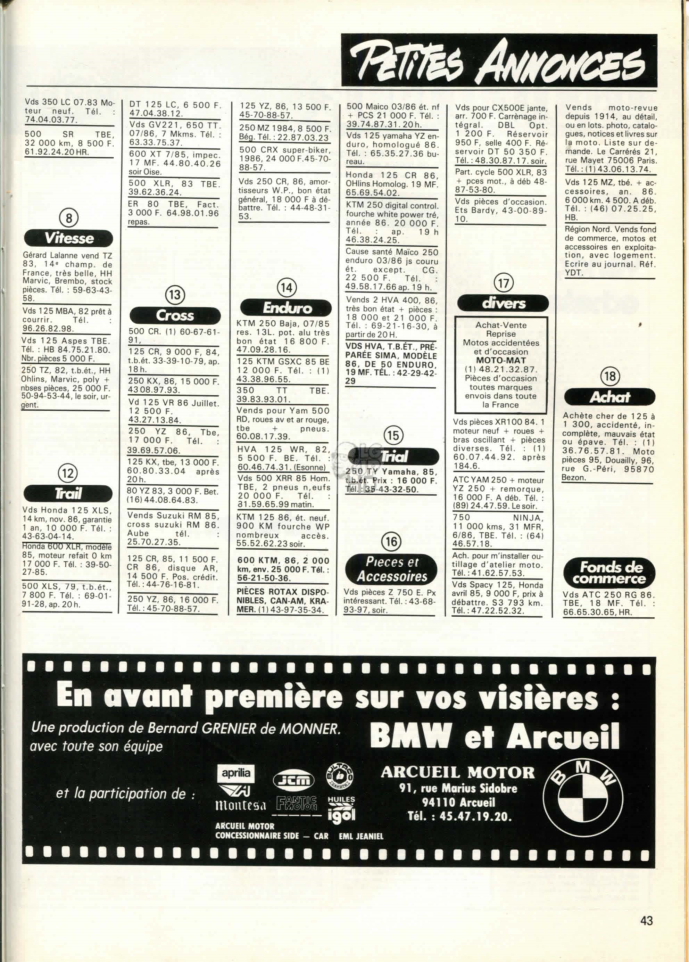 PETITES ANNONCES
Vds 350 LC 07.83 Mo-
teur neuf. Tél. :
74.04.03.77.
500 SR TBE,
32 000 km, 8 500 F.
61.92.24.20 HR.
8
Vitesse
Gérard Lalanne vend TZ
83, 14e champ. de
France, très belle, HH
Marvic, Brembo, stock
pièces. Tél. : 59-63-43-
58.
Vds 125 MBA, 82 prêt à
courrir. Tél. :
96.26.82.98.
Vds 125 Aspes TBE.
Tél. : HB 84.75.21.80.
Nbr. pièces 5 000 F.
250 TZ, 82, t.b.ét., HH
Ohlins, Marvic, poly +
nbses pièces, 25 000 F.
50-94-53-44, le soir, ur-
gent.
12
Trail
Vds Honda 125 XLS,
14 km, nov. 86, garantie
1 an, 10 000 F. Tél. :
43-63-04-14.
Honda 600 XLR, modèle
85, moteur refait 0 km
17 000 F. Tél. : 39-50-
27-85.
500 XLS, 79, t.b.ét.,
7 800 F. Tél. : 69-01-
91-28, ap. 20 h.
DT 125 LC, 6 500 F.
47.04.38.12.
Vds GV221, 650 TT.
07/86, 7 Mkms. Tél. :
63.33.75.37.
600 XT 7/85, impec.
17 MF. 44.80.40.26
soir Oise.
500 XLR, 83 TBE.
39.62.36.24.
ER 80 TBE, Fact.
3 000 F. 64.98.01.96
repas.
13
Cross
500 CR. (1) 60-67-61-
91.
125 CR, 9 000 F, 84,
t.b.ét. 33-39-10-79, ap.
18 h.
250 KX, 86, 15 000 F.
43.08.97.93.
Vd 125 VR 86 Juillet.
12 500 F.
43.27.13.84.
250 YZ 86, Tbe,
17 000 F. Tél. :
39.69.57.06.
125 KX, tbe, 13 000 F.
60.80.33.04 après
20 h.
80 YZ 83, 3 000 F. Bet.
(16) 44.08.64.83.
Vends Suzuki RM 85,
cross suzuki RM 86.
Aube tél. :
25.70.27.35.
125 CR, 85, 11 500 F.
CR 86, disque AR,
14 500 F. Pos. crédit.
Tél. : 44-76-16-81.
250 YZ, 86, 16 000 F.
Tél. : 45-70-88-57.
125 YZ, 86, 13 500 F.
45-70-88-57.
250 MZ 1984, 8 500 F.
Bég. Tél. : 22.87.03.23
500 CRX super-biker,
1986, 24 000 F. 45-70-
88-57.
Vds 250 CR, 86, amor-
tisseurs W.P., bon état
général, 18 000 F à dé-
battre. Tél. : 44-48-31-
53.
14
Enduro
KTM 250 Baja, 07/85
res. 13L. pot. alu très
bon état 16 800 F.
47.09.28.16.
125 KTM GSXC 85 BE
12 000 F. Tél. : (1)
43.38.96.55.
350 TT TBE.
39.83.93.01.
Vends pour Yam 500
RD, roues av et ar rouge,
tbe + pneus.
60.08.17.39.
HVA 125 WR, 82,
5 500 F. BE. Tél. :
60.46.74.31. (Esonne)
Vds 500 XRR 85 Hom.
TBE, 2 pneus n,eufs
20 000 F. Tél. :
81.59.65.99 matin.
KTM 125 86, ét. neuf.
900 KM fourche WP
nombreux accès.
55.52.62.23 soir.
600 KTM, 86, 2 000
km, env. 25 000 F. Tél. :
56-21-50-36.
PIÈCES ROTAX DISPO-
NIBLES, CAN-AM, KRA-
MER. (1) 43-97-35-34.
500 Maico 03/86 ét. nf
+ PCS 21 000 F. Tél. :
39.74.87.31. 20 h.
Vds 125 yamaha YZ en-
duro, homologué 86.
Tél. : 65.35.27.36 bu-
reau.
Honda 125 CR 86,
OHlins Homolog. 19 MF.
65.69.54.02.
KTM 250 digital control.
fourche white power tré,
année 86. 20 000 F.
Tél. : ap. 19 h
46.38.24.25.
Cause santé Maïco 250
enduro 03/86 js couru
ét. except. CG.
22 500 F. Tél. :
49.58.17.66 ap. 19 h.
Vends 2 HVA 400, 86,
très bon état + pièces :
18 000 et 21 000 F.
Tél. : 69-21-16-30, à
partir de 20 H.
VDS HVA, T.B.ÉT., PRÉ-
PARÉE SIMA, MODÈLE
86, DE 50 ENDURO,
19 MF. TÉL. : 42-29-42-
29
15
Trial
250 TY Yamaha, 85,
t.b.ét. Prix : 16 000 F.
Tél. : 35-43-32-50.
16
Pièces et
Accessoires
Vds pièces Z 750 E. Px
intéressant. Tél. : 43-68-
93-97, soir.
Vds pour CX500E jante,
arr. 700 F. Carrénage in-
tégral. DBL Opt.
1 200 F. Réservoir
950 F, selle 400 F. Ré-
servoir DT 50 350 F.
Tél. : 48.30.87.17. soir.
Part. cycle 500 XLR, 83
+ pces mot., à déb 48-
87-53-80.
Vds pièces d'occasion.
Ets Bardy, 43-00-89-
10.
17
divers
Achat-Vente
Reprise
Motos accidentées
et d'occasion
MOTO-MAT
(1) 48.21.32.87.
Pièces d'occasion
toutes marques
envois dans toute
la France
Vds pièces XR100 84. 1
moteur neuf + roues +
bras oscillant + pièces
diverses. Tél. : (1)
60.07.44.92. après
184.6.
ATC YAM 250 + moteur
YZ 250 + remorque,
16 000 F. A déb. Tél. :
(89) 24.47.59. Le soir.
750 NINJA,
11 000 kms, 31 MFR,
6/86, TBE. Tél. : (64)
46.57.18.
Ach. pour m'installer ou-
tillage d'atelier moto.
Tél. : 41.62.57.53.
Vds Spacy 125, Honda
avril 85, 9 000 F, prix à
débattre. S3 793 km.
Tél. : 47.22.52.32.
Vends moto-revue
depuis 1914, au détail,
ou en lots. photo, catalo-
gues, notices et livres sur
la moto. Liste sur de-
mande. Le Carrérès 21,
rue Mayet 75006 Paris.
Tél. : (1) 43.06.13.74.
Vds 125 MZ, tbé. + ac-
cessoires, an. 86.
6 000 km. 4 500. A déb.
Tél. : (46) 07.25.25,
HB.
Région Nord. Vends fond
de commerce, motos et
accessoires en exploita-
tion, avec logement.
Ecrire au journal. Réf.
YDT.
18
Achat
Achète cher de 125 à
1 300, accidenté, in-
complète, mauvais état
ou épave. Tél. : (1)
36.76.57.81. Moto
pièces 95, Douailly, 96,
rue G.-Péri, 95870
Bezon.
Fonds de
commerce
Vds ATC 250 RG 86.
TBE, 18 MF. Tél. :
66.65.30.65, HR.
En avant première sur vos visières :
Une production de Bernard GRENIER de MONNER.
avec toute son équipe
BMW et Arcueil
et la participation de :
aprilia
JCM
BULTACO
montesa
FANTIC
MOTOR
HUILES
igol
ARCUEIL MOTOR
CONCESSIONNAIRE SIDE — CAR EML JEANIEL
ARCUEIL MOTOR
91, rue Marius Sidobre
94110 Arcueil
Tél. : 45.47.19.20.
BMW
43